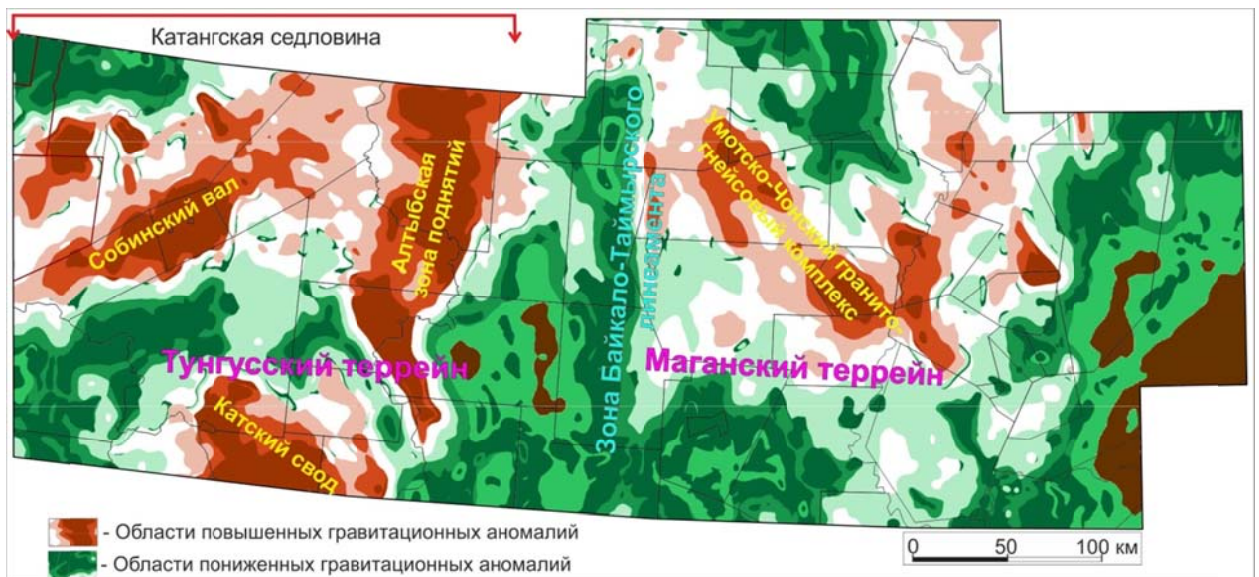 Катангская седловина
Собинский вал
Алтыбская
зона поднятий
Зона Байкало-Таймырского
линеамента
Умотско-Чонский гранито-
гнейсовый комплекс
Тунгусский террейн
Маганский террейн
Катский свод
- Области повышенных гравитационных аномалий
- Области пониженных гравитационных аномалий
0 50 100 км